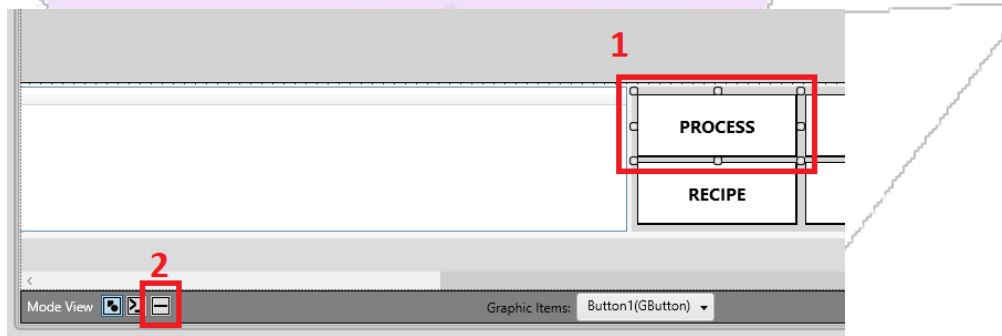 1
PROCESS
RECIPE
2
Mode View
Graphic Items: Button1(GButton)